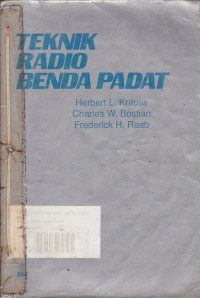 TEKNIK
RADIO
BENDA PADAT
Herbert L. Krauss
Charles W. Bostian
Frederick H. Raab